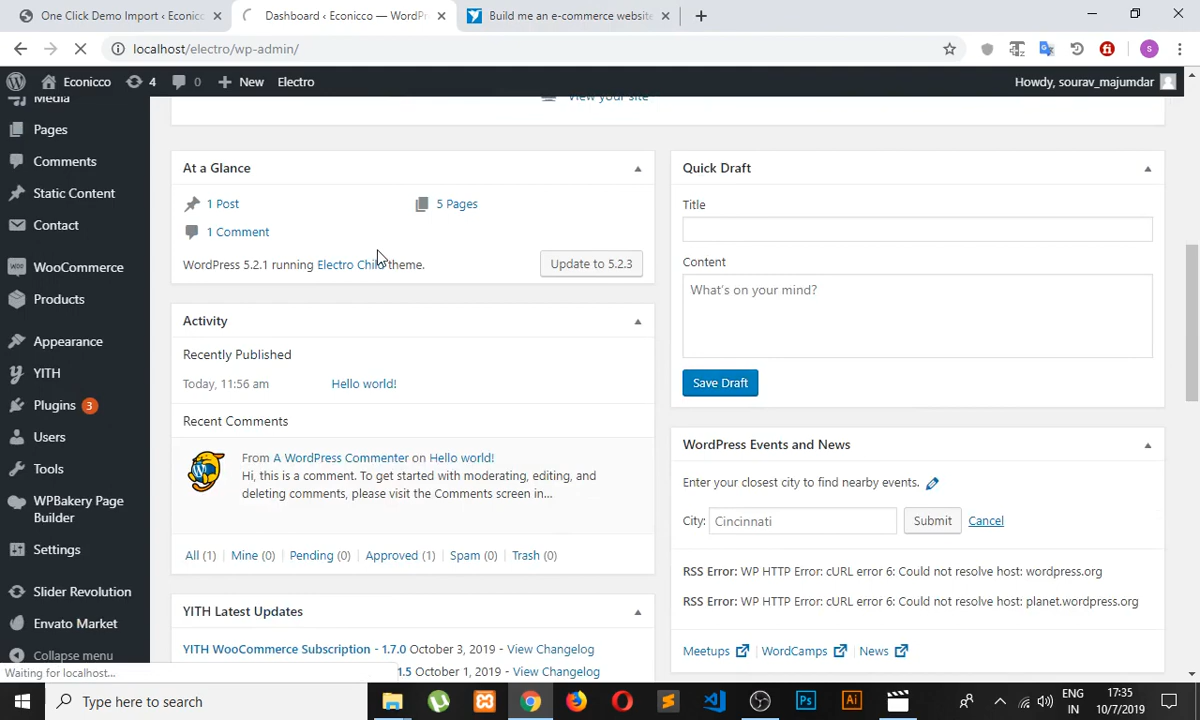 One Click Demo Import ‹ Econicc
Dashboard ‹ Econicco — WordPr
Build me an e-commerce website
localhost/electro/wp-admin/
S
Econicco
4
0
New
Electro
Howdy, sourav_majumdar
Media
Pages
Comments
Static Content
Contact
WooCommerce
Products
Appearance
YITH
Plugins 3
Users
Tools
WPBakery Page
Builder
Settings
Slider Revolution
Envato Market
Collapse menu
View your site
At a Glance
1 Post
5 Pages
1 Comment
WordPress 5.2.1 running Electro Child theme.
Update to 5.2.3
Activity
Recently Published
Today, 11:56 am
Hello world!
Recent Comments
From A WordPress Commenter on Hello world!
Hi, this is a comment. To get started with moderating, editing, and
deleting comments, please visit the Comments screen in…
All (1) | Mine (0) | Pending (0) | Approved (1) | Spam (0) | Trash (0)
YITH Latest Updates
YITH WooCommerce Subscription - 1.7.0 October 3, 2019 - View Changelog
1.5 October 1, 2019 - View Changelog
Quick Draft
Title
Content
What's on your mind?
Save Draft
WordPress Events and News
Enter your closest city to find nearby events.
City: Cincinnati
Submit
Cancel
RSS Error: WP HTTP Error: cURL error 6: Could not resolve host: wordpress.org
RSS Error: WP HTTP Error: cURL error 6: Could not resolve host: planet.wordpress.org
Meetups | WordCamps | News
Waiting for localhost...
Type here to search
Ps
Ai
ENG
IN
17:35
10/7/2019